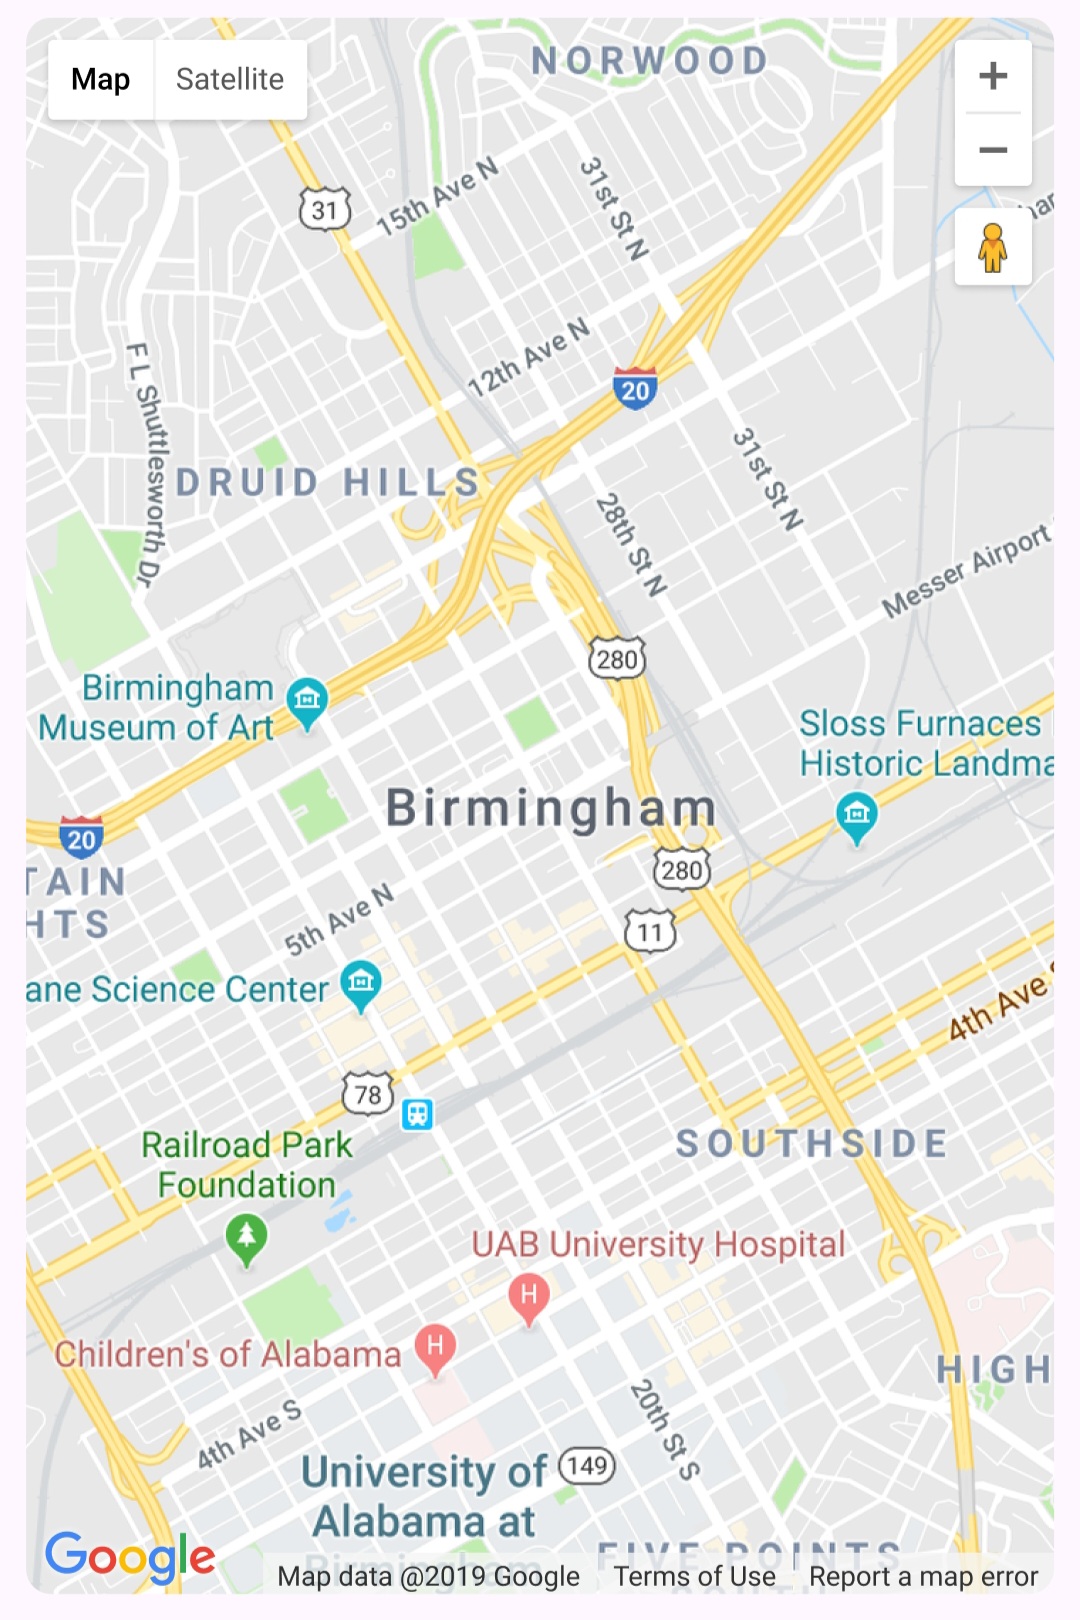 Map
Satellite
NORWOOD
31
15th Ave N
31st St N
12th Ave N
20
F L Shuttlesworth Dr
DRUID HILLS
31st St N
28th St N
Messer Airport
280
Birmingham
Museum of Art
Sloss Furnaces
Historic Landma
Birmingham
20
280
TAIN
HTS
11
5th Ave N
ane Science Center
4th Ave S
78
Railroad Park
Foundation
SOUTHSIDE
UAB University Hospital
H
Children's of Alabama
H
HIGH
4th Ave S
20th St S
University of
Alabama at
Birmingham
149
FIVE POINTS
Google
Map data @2019 Google
Terms of Use
Report a map error